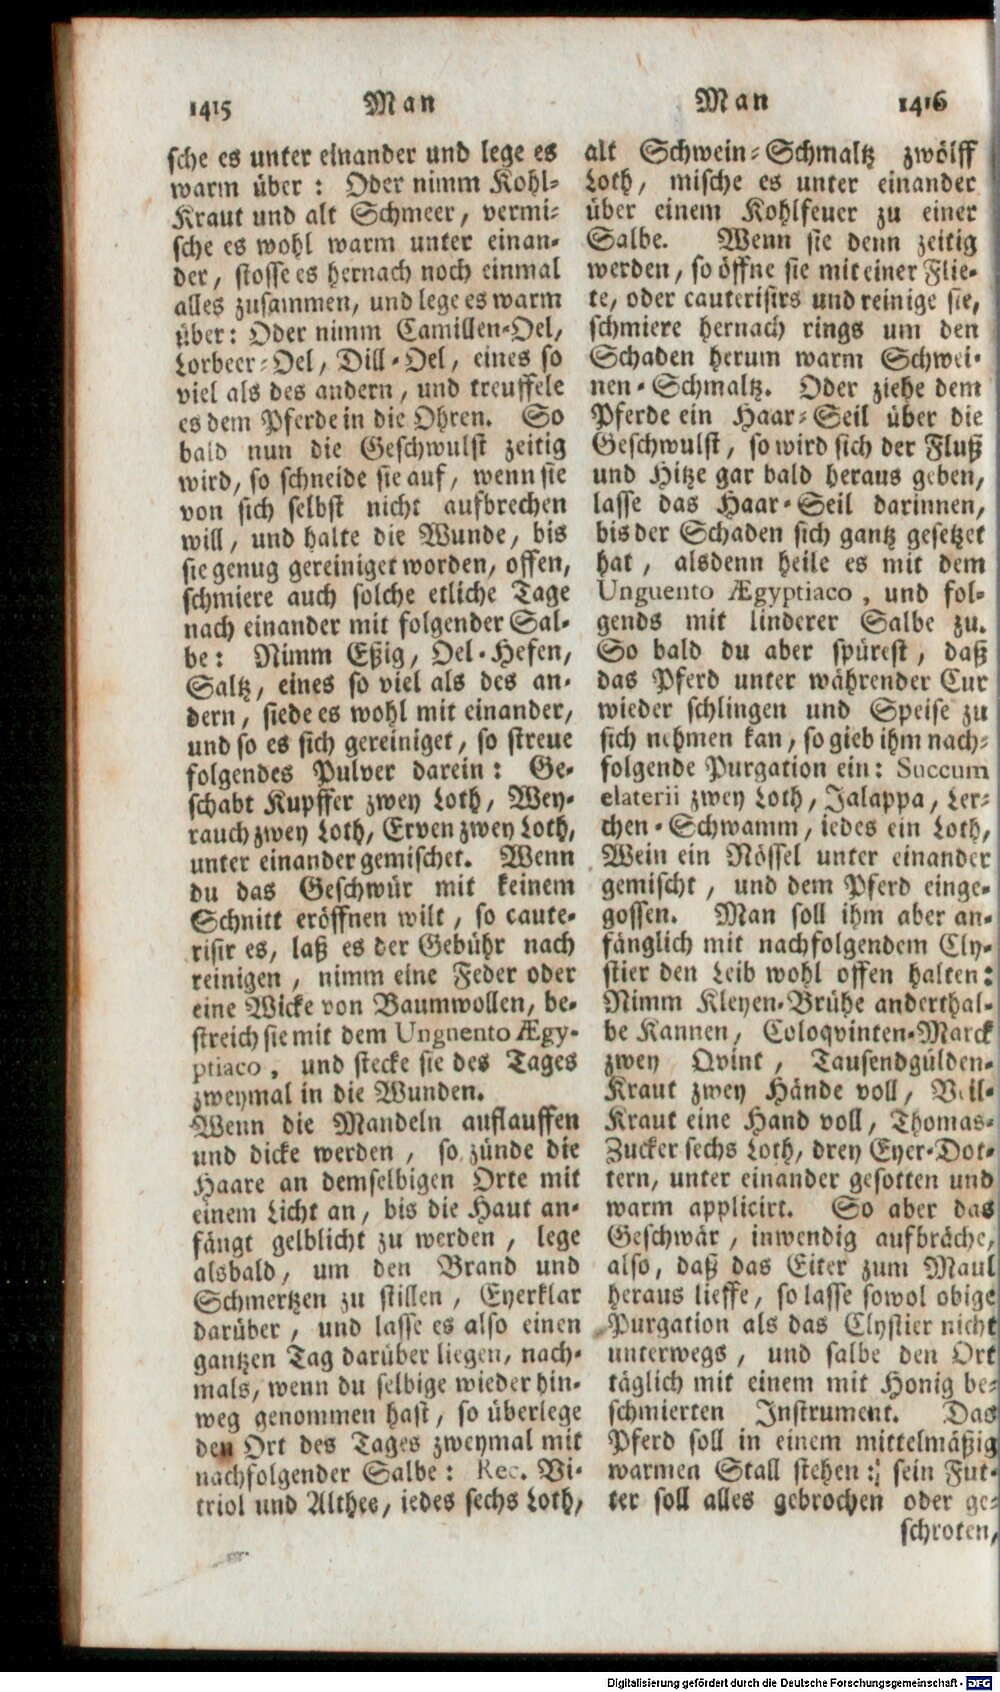 1415 Man
sche es unter einander und lege es
warm über : Oder nimm Kohl-
Kraut und alt Schmeer, vermi-
sche es wohl warm unter einan-
der, stosse es hernach noch einmal
alles zusammen, und lege es warm
über: Oder nimm Camillen-Oel,
Lorbeer-Oel, Dill-Oel, eines so
viel als des andern, und treuffele
es dem Pferde in die Ohren. So
bald nun die Geschwulst zeitig
wird, so schneide sie auf, wenn sie
von sich selbst nicht aufbrechen
will, und halte die Wunde, bis
sie genug gereiniget worden, offen,
schmiere auch solche etliche Tage
nach einander mit folgender Sal-
be: Nimm Eßig, Oel-Hefen,
Saltz, eines so viel als des an-
dern, siede es wohl mit einander,
und so es sich gereiniget, so streue
folgendes Pulver darein: Ge-
schabt Kupffer zwey Loth, Wey-
rauch zwey Loth, Erven zwey Loth,
unter einander gemischet. Wenn
du das Geschwür mit keinem
Schnitt eröffnen wilt, so caute-
risir es, laß es der Gebühr nach
reinigen, nimm eine Feder oder
eine Wicke von Baumwollen, be-
streich sie mit dem Ungnento Ægy-
ptiaco, und stecke sie des Tages
zweymal in die Wunden.
Wenn die Mandeln auflauffen
und dicke werden, so zünde die
Haare an demselbigen Orte mit
einem Licht an, bis die Haut an-
fängt gelblicht zu werden, lege
alsbald, um den Brand und
Schmertzen zu stillen, Eyerklar
darüber, und lasse es also einen
gantzen Tag darüber liegen, nach-
mals, wenn du selbige wieder hin-
weg genommen hast, so überlege
den Ort des Tages zweymal mit
nachfolgender Salbe: Rec. Vi-
triol und Althee, iedes sechs Loth,
Man 1416
alt Schwein-Schmaltz zwölff
Loth, mische es unter einander
über einem Kohlfeuer zu einer
Salbe. Wenn sie denn zeitig
werden, so öffne sie mit einer Flie-
te, oder cauterisirs und reinige sie,
schmiere hernach rings um den
Schaden herum warm Schwei-
nen-Schmaltz. Oder ziehe dem
Pferde ein Haar-Seil über die
Geschwulst, so wird sich der Fluß
und Hitze gar bald heraus geben,
lasse das Haar-Seil darinnen,
bis der Schaden sich gantz gesetzet
hat, alsdenn heile es mit dem
Unguento Ægyptiaco, und fol-
gends mit linderer Salbe zu.
So bald du aber spürest, daß
das Pferd unter währender Cur
wieder schlingen und Speise zu
sich nehmen kan, so gieb ihm nach-
folgende Purgation ein: Succum
elaterii zwey Loth, Jalappa, Ler-
chen-Schwamm, iedes ein Loth,
Wein ein Nössel unter einander
gemischt, und dem Pferd einge-
gossen. Man soll ihm aber an-
fänglich mit nachfolgendem Cly-
stier den Leib wohl offen halten:
Nimm Kleyen-Brühe anderthal-
be Kannen, Coloqvinten-Marck
zwey Qvint, Tausendgülden-
Kraut zwey Hände voll, Veil-
Kraut eine Hand voll, Thomas-
Zucker sechs Loth, drey Eyer-Dot-
tern, unter einander gesotten und
warm applicirt. So aber das
Geschwär, inwendig aufbräche,
also, daß das Eiter zum Maul
heraus lieffe, so lasse sowol obige
Purgation als das Clystier nicht
unterwegs, und salbe den Ort
täglich mit einem mit Honig be-
schmierten Instrument. Das
Pferd soll in einem mittelmäßig
warmen Stall stehen: sein Fut-
ter soll alles gebrochen oder ge-
schroten,
Digitalisierung gefördert durch die Deutsche Forschungsgemeinschaft - DFG